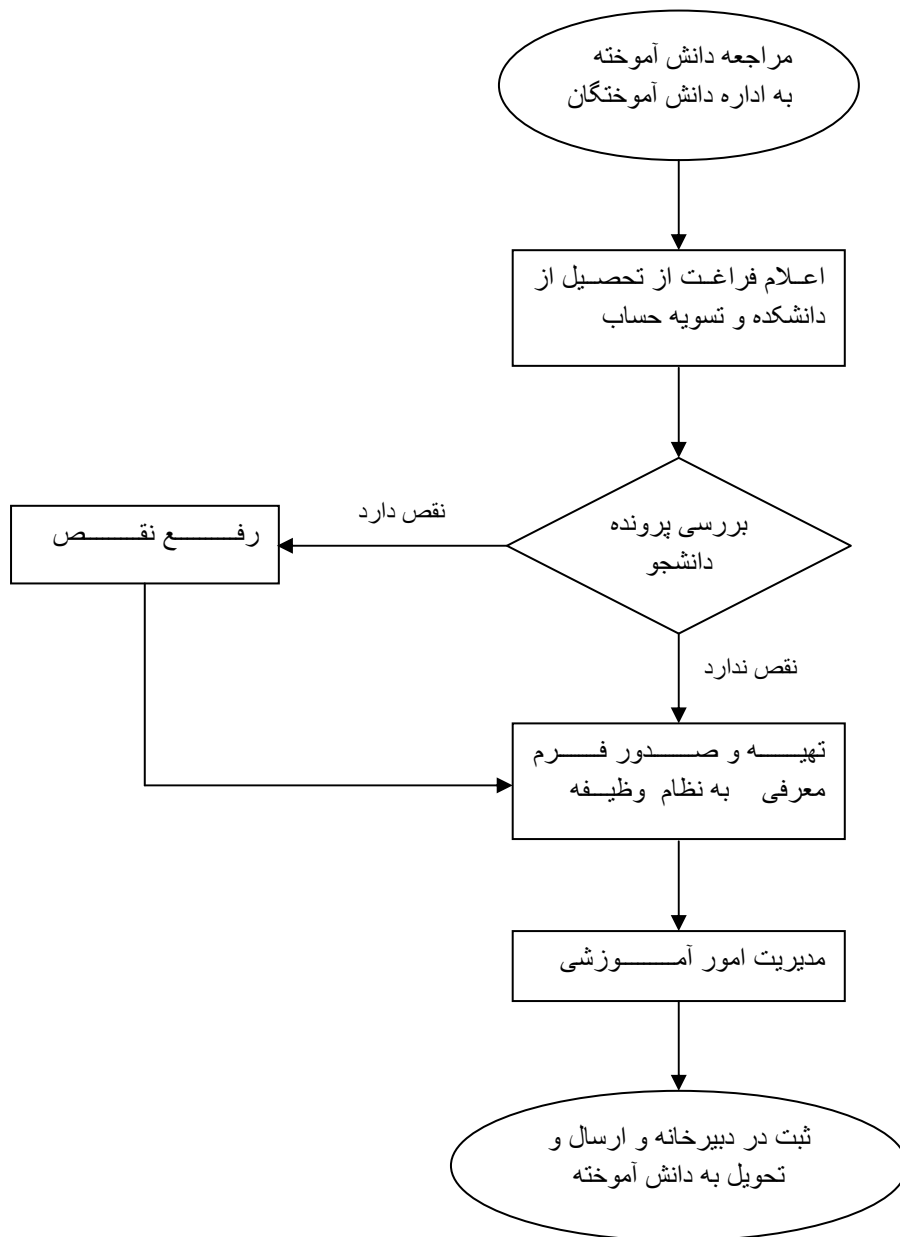 مراجعه دانش آموخته
به اداره دانش آموختگان
اعلام فراغت از تحصیل از
دانشکده و تسویه حساب
بررسی پرونده
دانشجو
نقص دارد
رفع نقص
نقص ندارد
تهیه و صدور فرم
معرفی به نظام وظیفه
مدیریت امور آموزشی
ثبت در دبیرخانه و ارسال و
تحویل به دانش آموخته